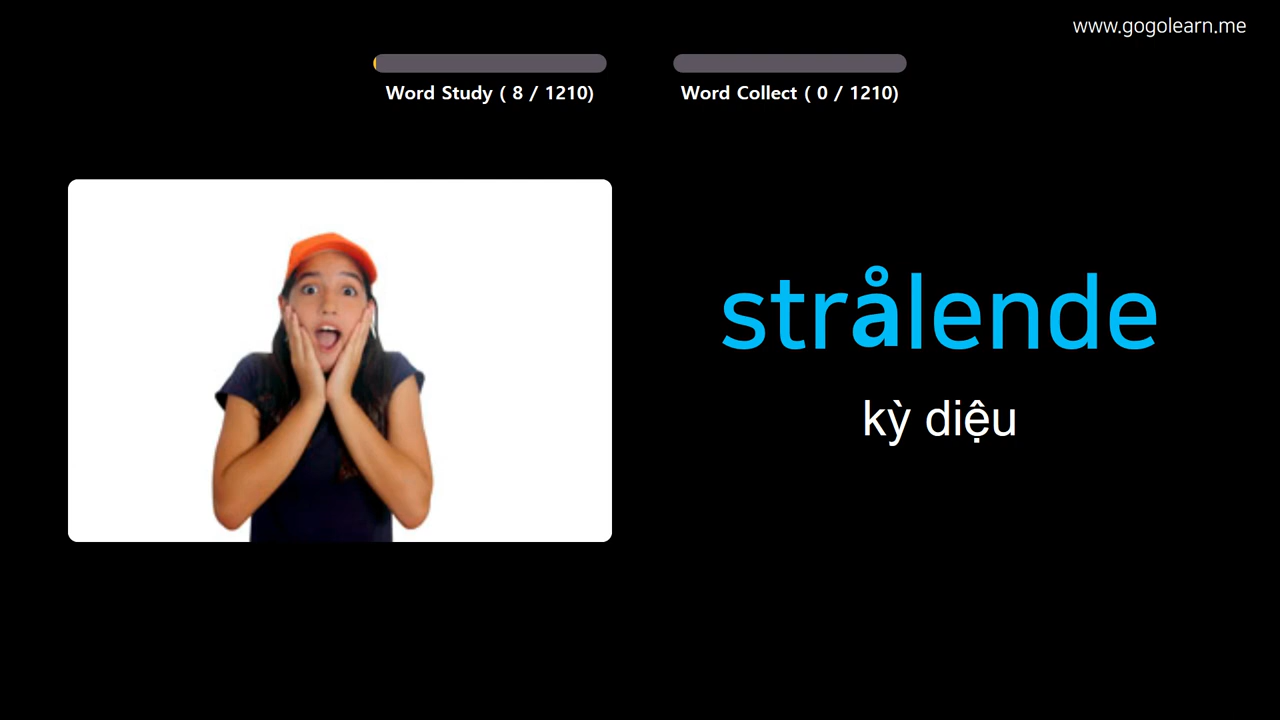 www.gogolearn.me
Word Study ( 8 / 1210)
Word Collect ( 0 / 1210)
strålende
kỳ diệu